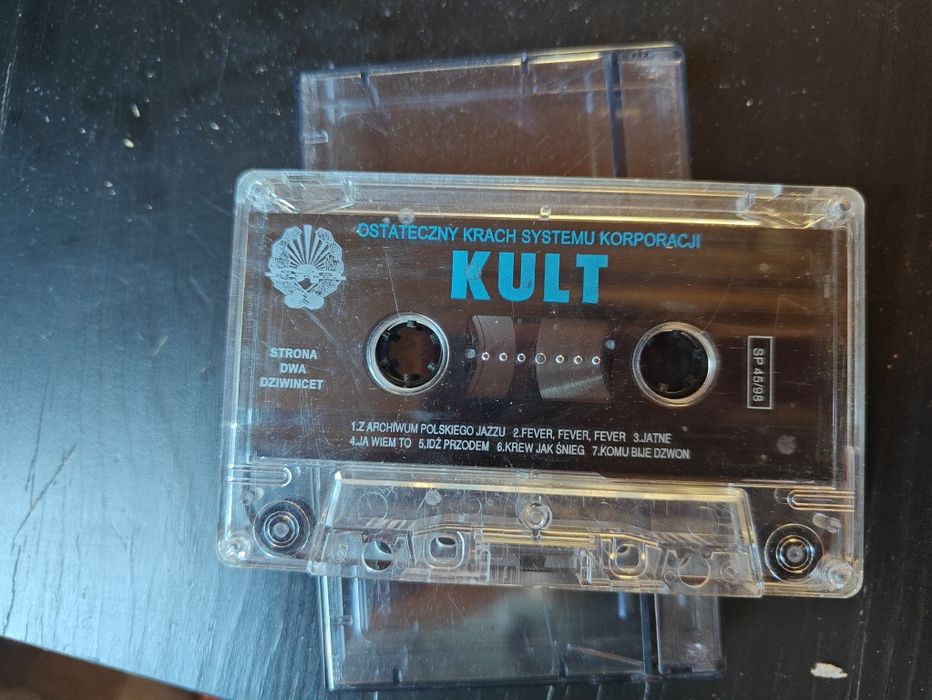 OSTATECZNY KRACH SYSTEMU KORPORACJI
KULT
STRONA
DWA
DZIWINCET
SP 45/98
1.Z ARCHIWUM POLSKIEGO JAZZU 2.FEVER, FEVER, FEVER 3.JATNE
4.JA WIEM TO 5.IDŹ PRZODEM 6.KREW JAK ŚNIEG 7.KOMU BIJE DZWON